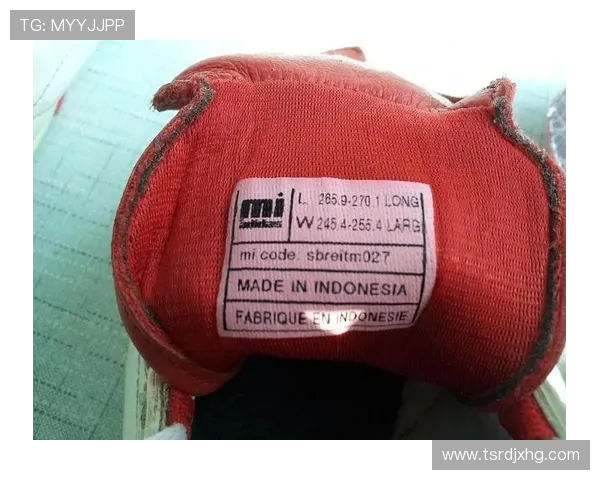 TG: MYYJJPP
mi
adidas
L 265.9-270.1 LONG
W 245.4-255.4 LARG
mi code: sbreitm027
MADE IN INDONESIA
FABRIQUE EN INDONESIE
www.tsrdjxhg.com